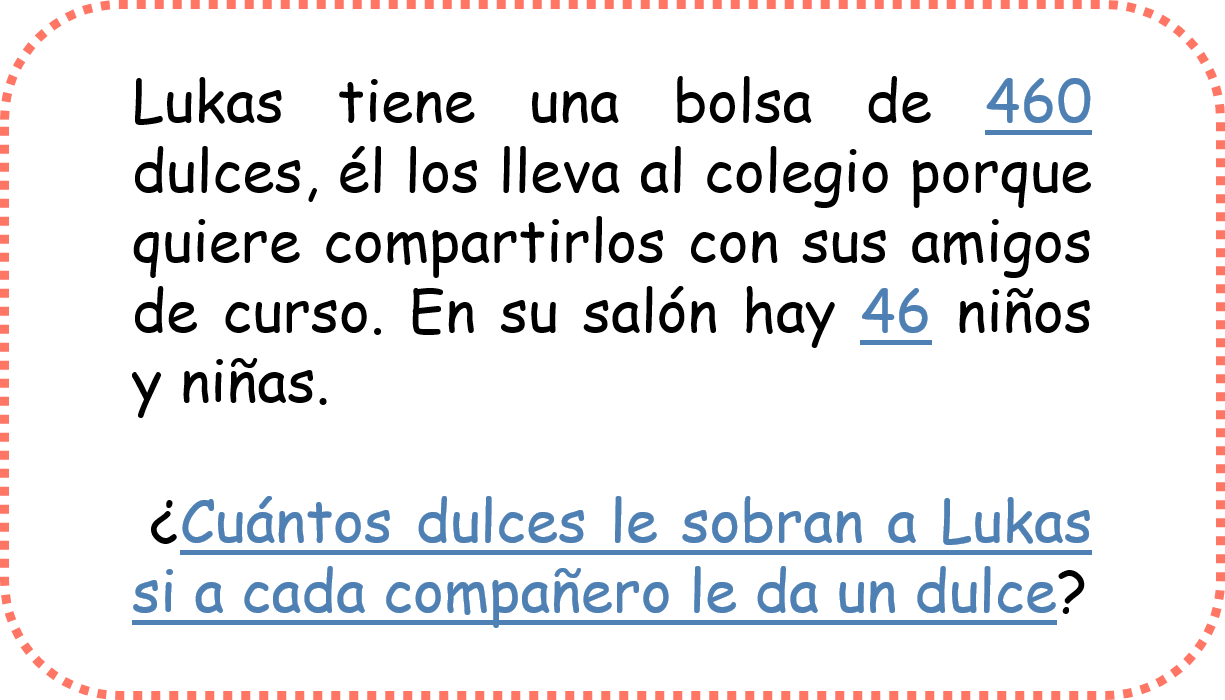 Lukas tiene una bolsa de 460
dulces, él los lleva al colegio porque
quiere compartirlos con sus amigos
de curso. En su salón hay 46 niños
y niñas.
¿Cuántos dulces le sobran a Lukas
si a cada compañero le da un dulce?